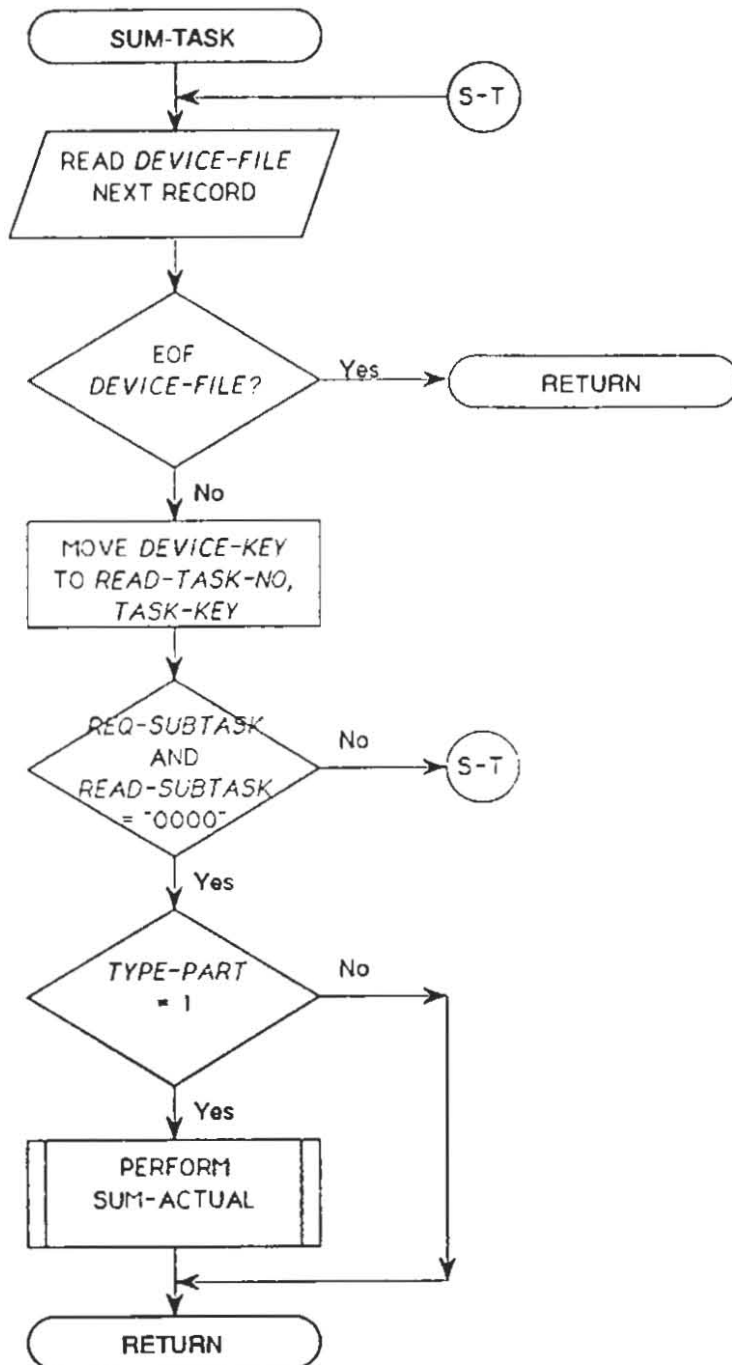 SUM-TASK
S-T
READ DEVICE-FILE
NEXT RECORD
EOF
DEVICE-FILE?
Yes
RETURN
No
MOVE DEVICE-KEY
TO READ-TASK-NO,
TASK-KEY
REQ-SUBTASK
AND
READ-SUBTASK
= "0000"
No
S-T
Yes
TYPE-PART
= 1
No
Yes
PERFORM
SUM-ACTUAL
RETURN